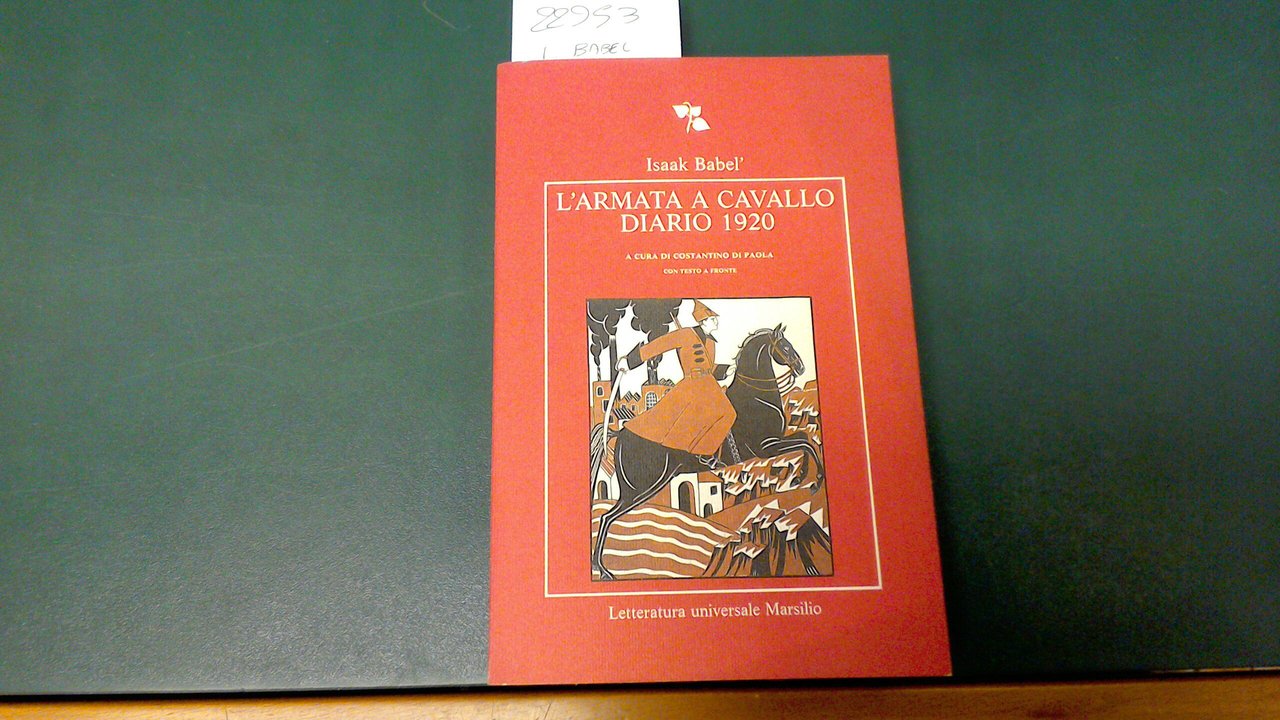 22953
BABEL
Isaak Babel'
L'ARMATA A CAVALLO
DIARIO 1920
A CURA DI COSTANTINO DI PAOLA
CON TESTO A FRONTE
Letteratura universale Marsilio